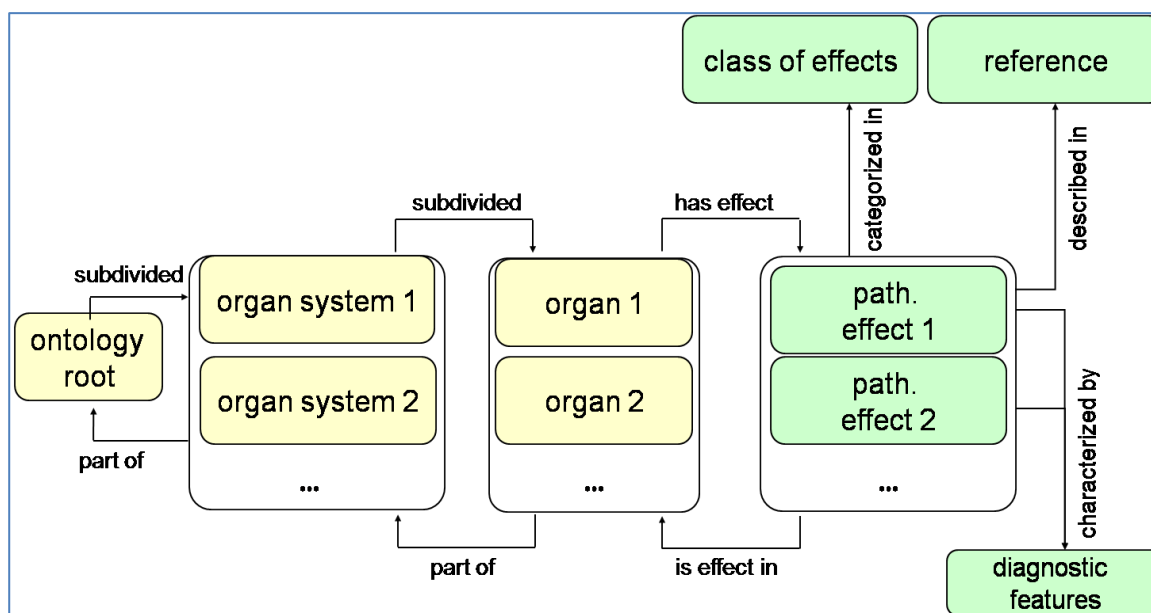 class of effects
reference
categorized in
described in
subdivided
has effect
subdivided
organ system 1
organ 1
path.
effect 1
ontology
root
organ system 2
organ 2
path.
effect 2
part of
...
...
...
characterized by
part of
is effect in
diagnostic
features